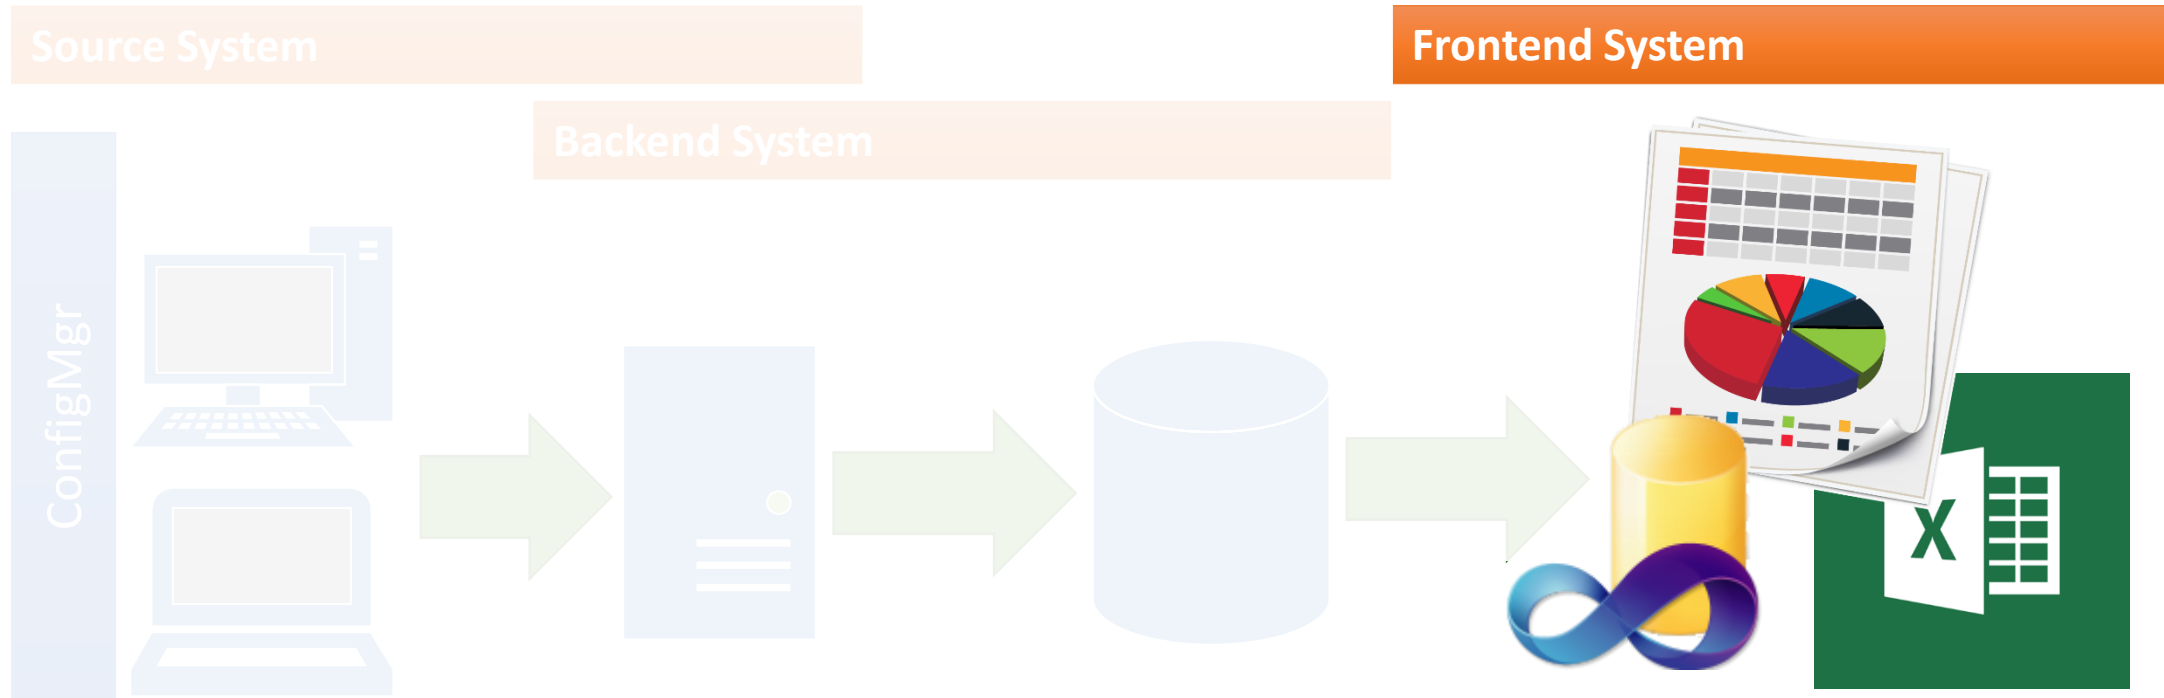 Source System
Frontend System
Backend System
ConfigMgr
X